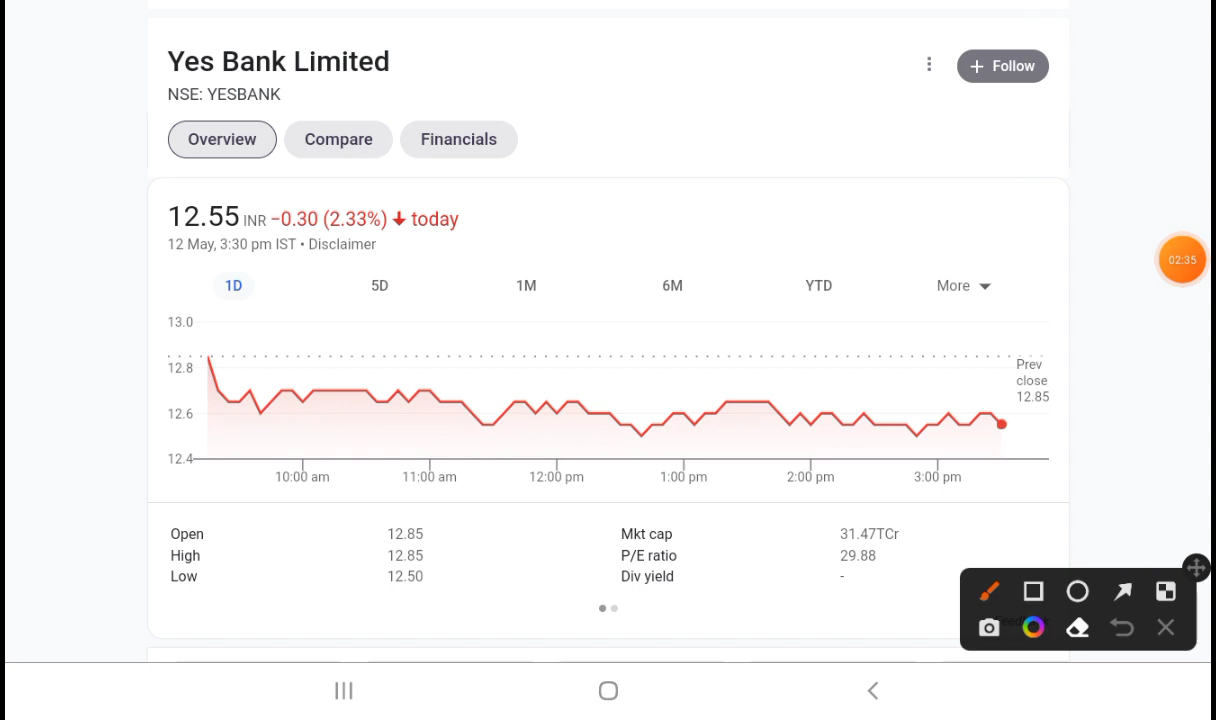 Yes Bank Limited
NSE: YESBANK
+ Follow
Overview Compare Financials
12.55 INR −0.30 (2.33%) ↓ today
12 May, 3:30 pm IST • Disclaimer
1D 5D 1M 6M YTD More
13.0
12.8
12.6
12.4
Prev
close
12.85
10:00 am 11:00 am 12:00 pm 1:00 pm 2:00 pm 3:00 pm
Open 12.85 Mkt cap 31.47TCr
High 12.85 P/E ratio 29.88
Low 12.50 Div yield -
02:35